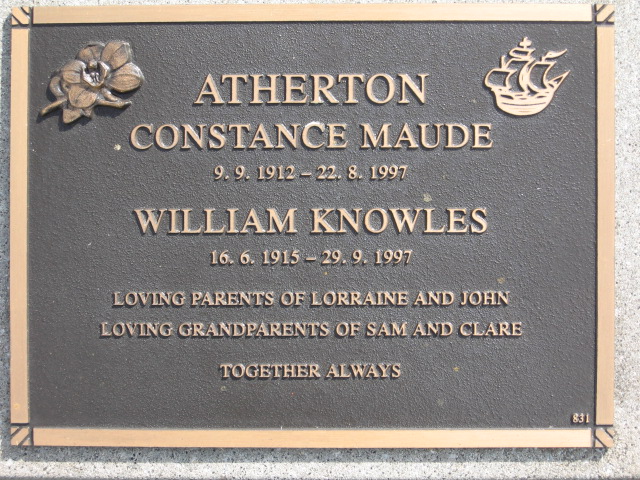 ATHERTON
CONSTANCE MAUDE
9. 9. 1912 – 22. 8. 1997
WILLIAM KNOWLES
16. 6. 1915 – 29. 9. 1997
LOVING PARENTS OF LORRAINE AND JOHN
LOVING GRANDPARENTS OF SAM AND CLARE
TOGETHER ALWAYS
831